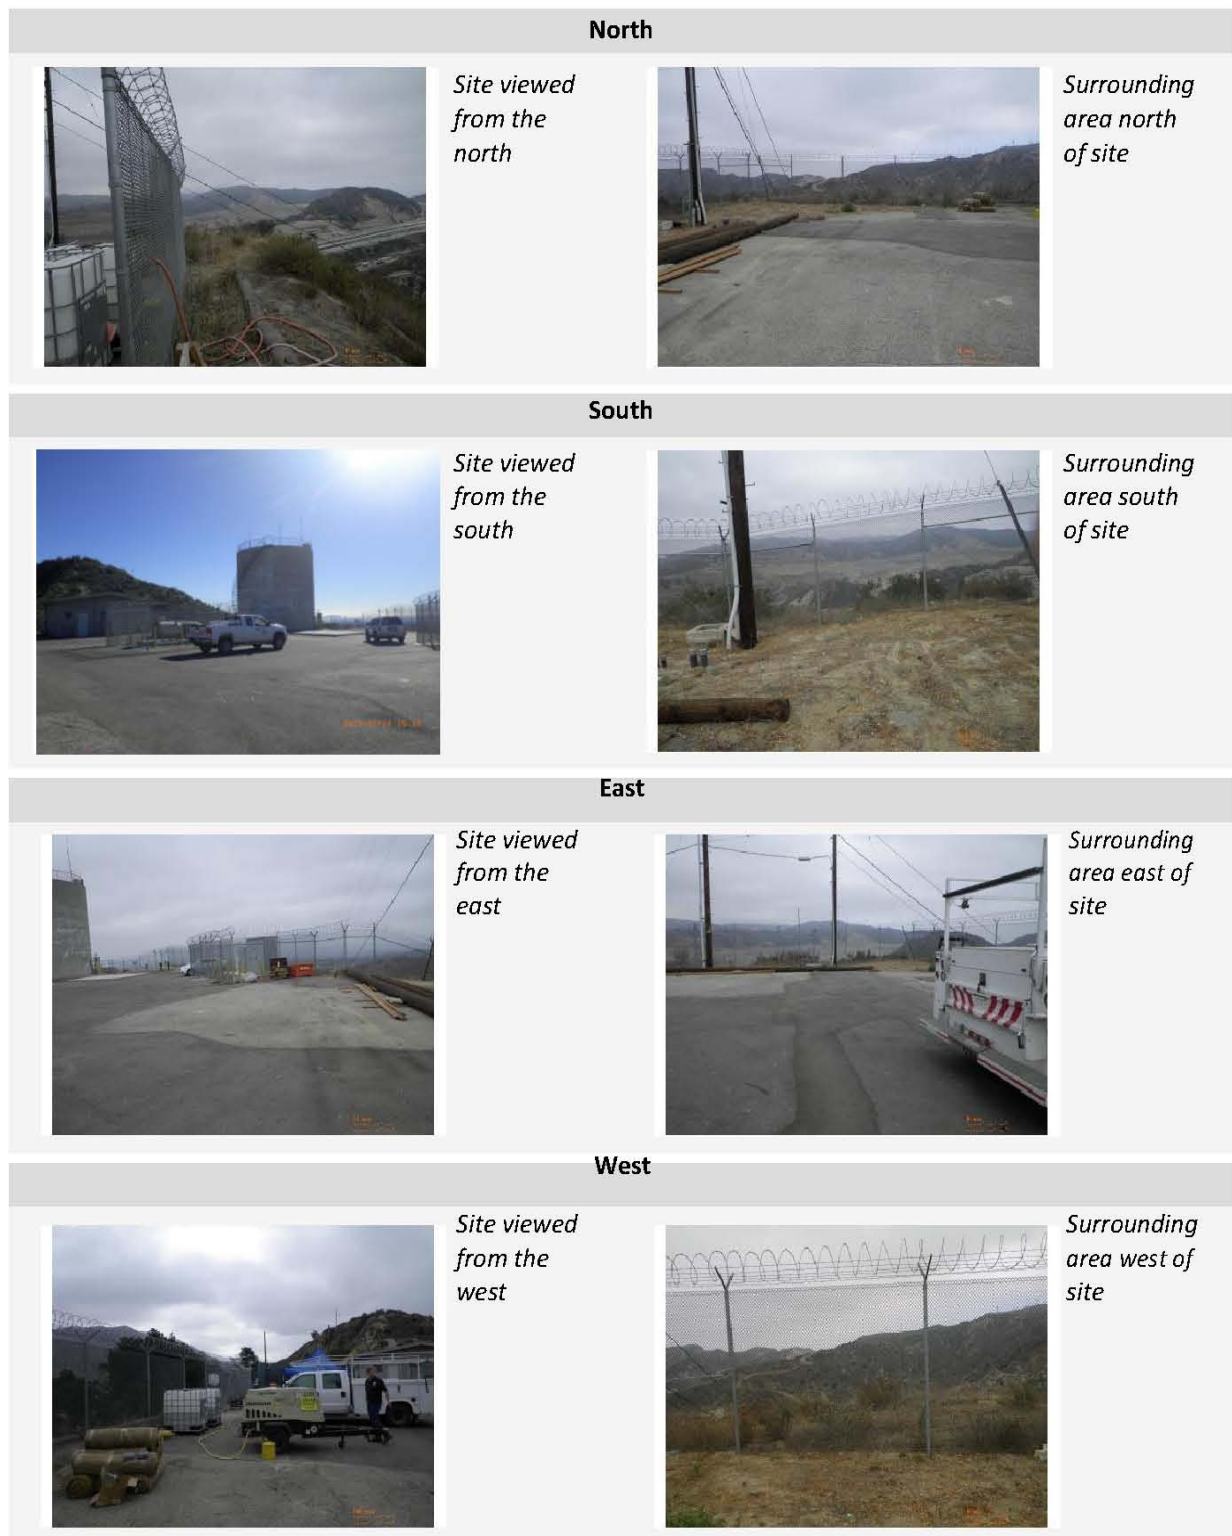 North
Site viewed
from the
north
Surrounding
area north
of site
South
Site viewed
from the
south
Surrounding
area south
of site
East
Site viewed
from the
east
Surrounding
area east of
site
West
Site viewed
from the
west
Surrounding
area west of
site